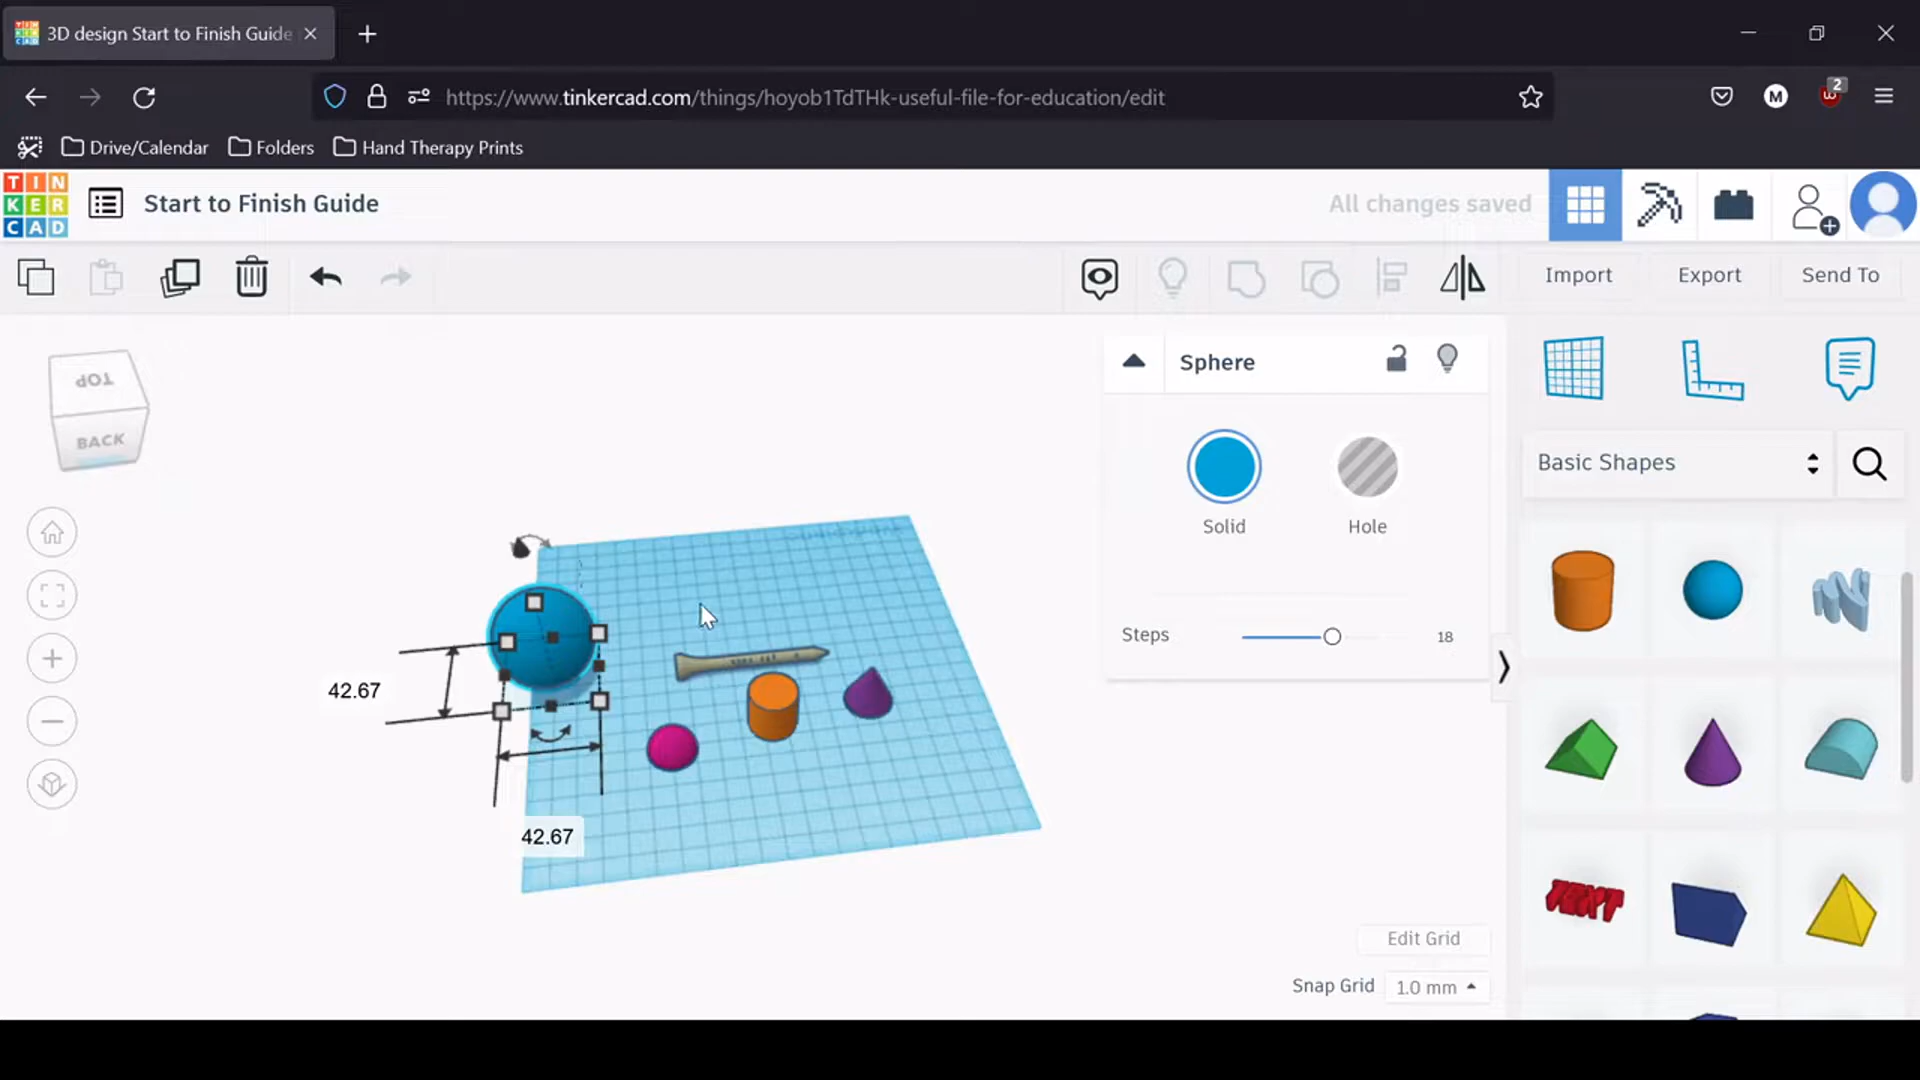 3D design Start to Finish Guide
https://www.tinkercad.com/things/hoyob1TdTHk-useful-file-for-education/edit
M
2
Drive/Calendar
Folders
Hand Therapy Prints
TIN
KER
CAD
Start to Finish Guide
All changes saved
Import
Export
Send To
TOP
BACK
Sphere
Solid
Hole
Steps
18
Basic Shapes
42.67
42.67
TEXT
Edit Grid
Snap Grid
1.0 mm